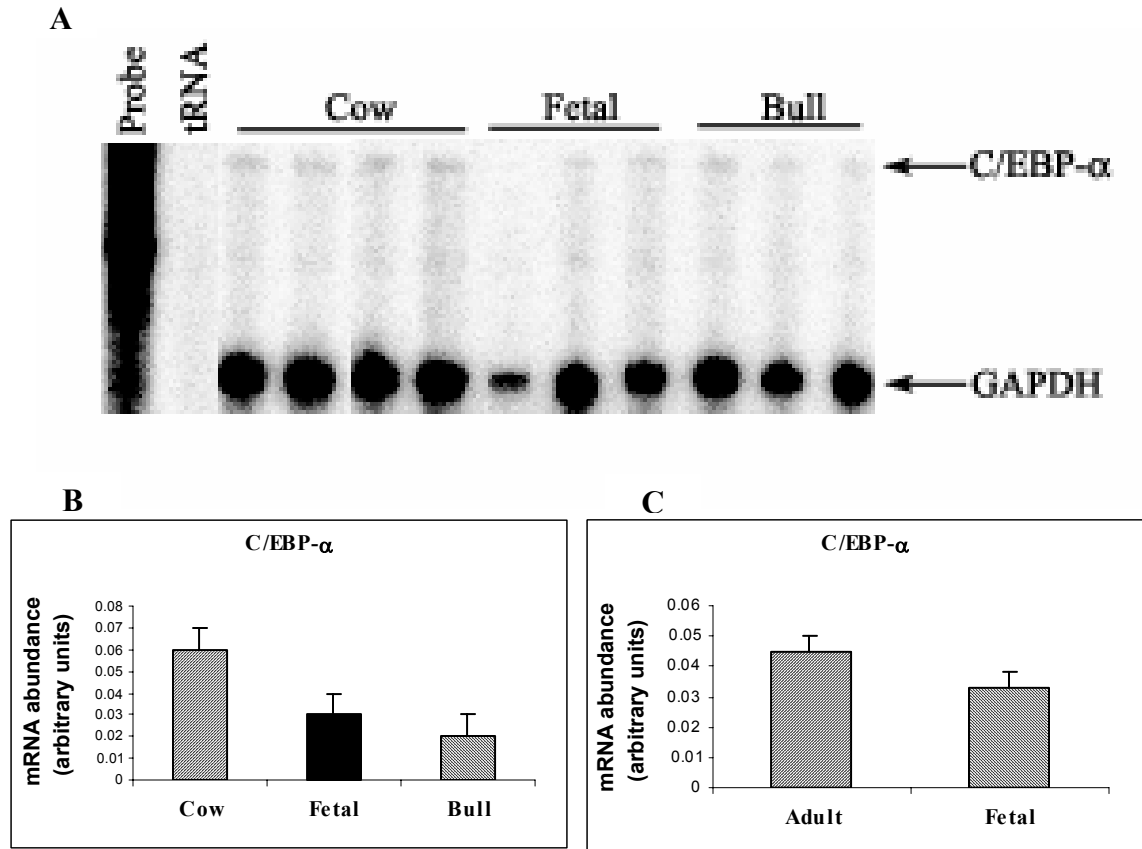 A
Probe
tRNA
Cow
Fetal
Bull
C/EBP-α
GAPDH
B
C/EBP-α
mRNA abundance
(arbitrary units)
0.08
0.07
0.06
0.05
0.04
0.03
0.02
0.01
0
Cow
Fetal
Bull
C
C/EBP-α
mRNA abundance
(arbitrary units)
0.06
0.05
0.04
0.03
0.02
0.01
0
Adult
Fetal